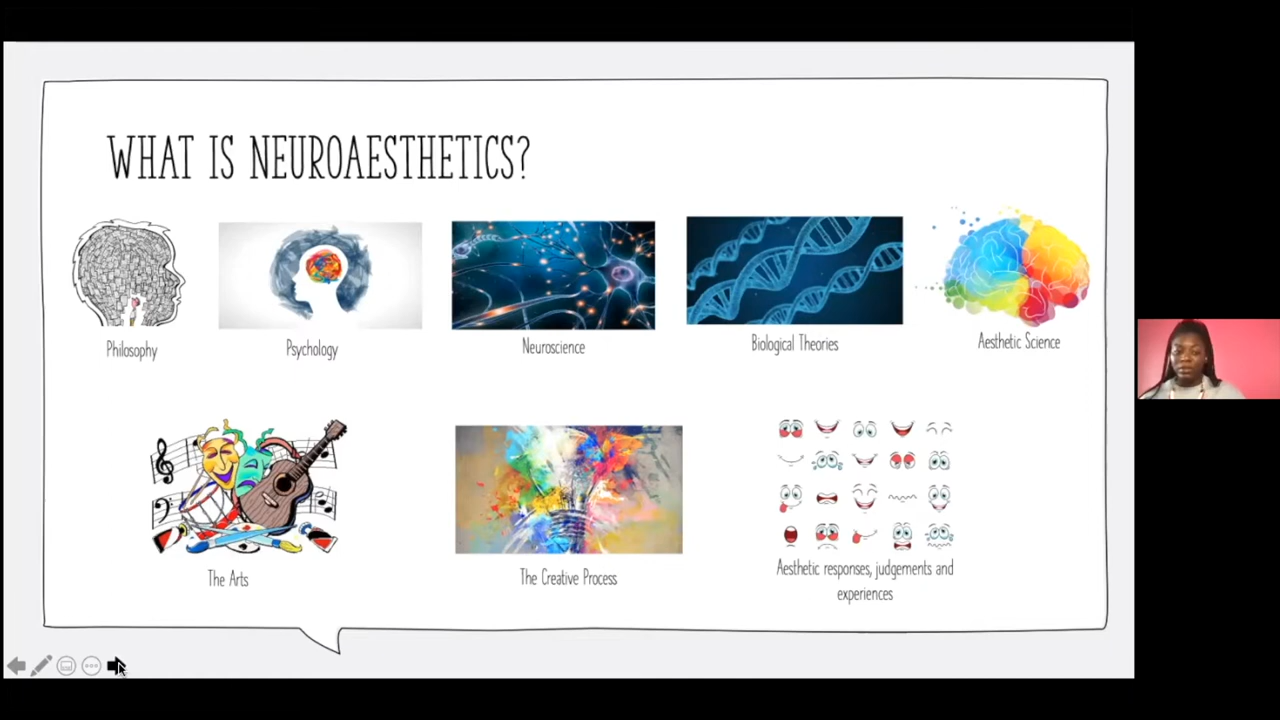 WHAT IS NEUROAESTHETICS?
Philosophy
Psychology
Neuroscience
Biological Theories
Aesthetic Science
The Arts
The Creative Process
Aesthetic responses, judgements and
experiences